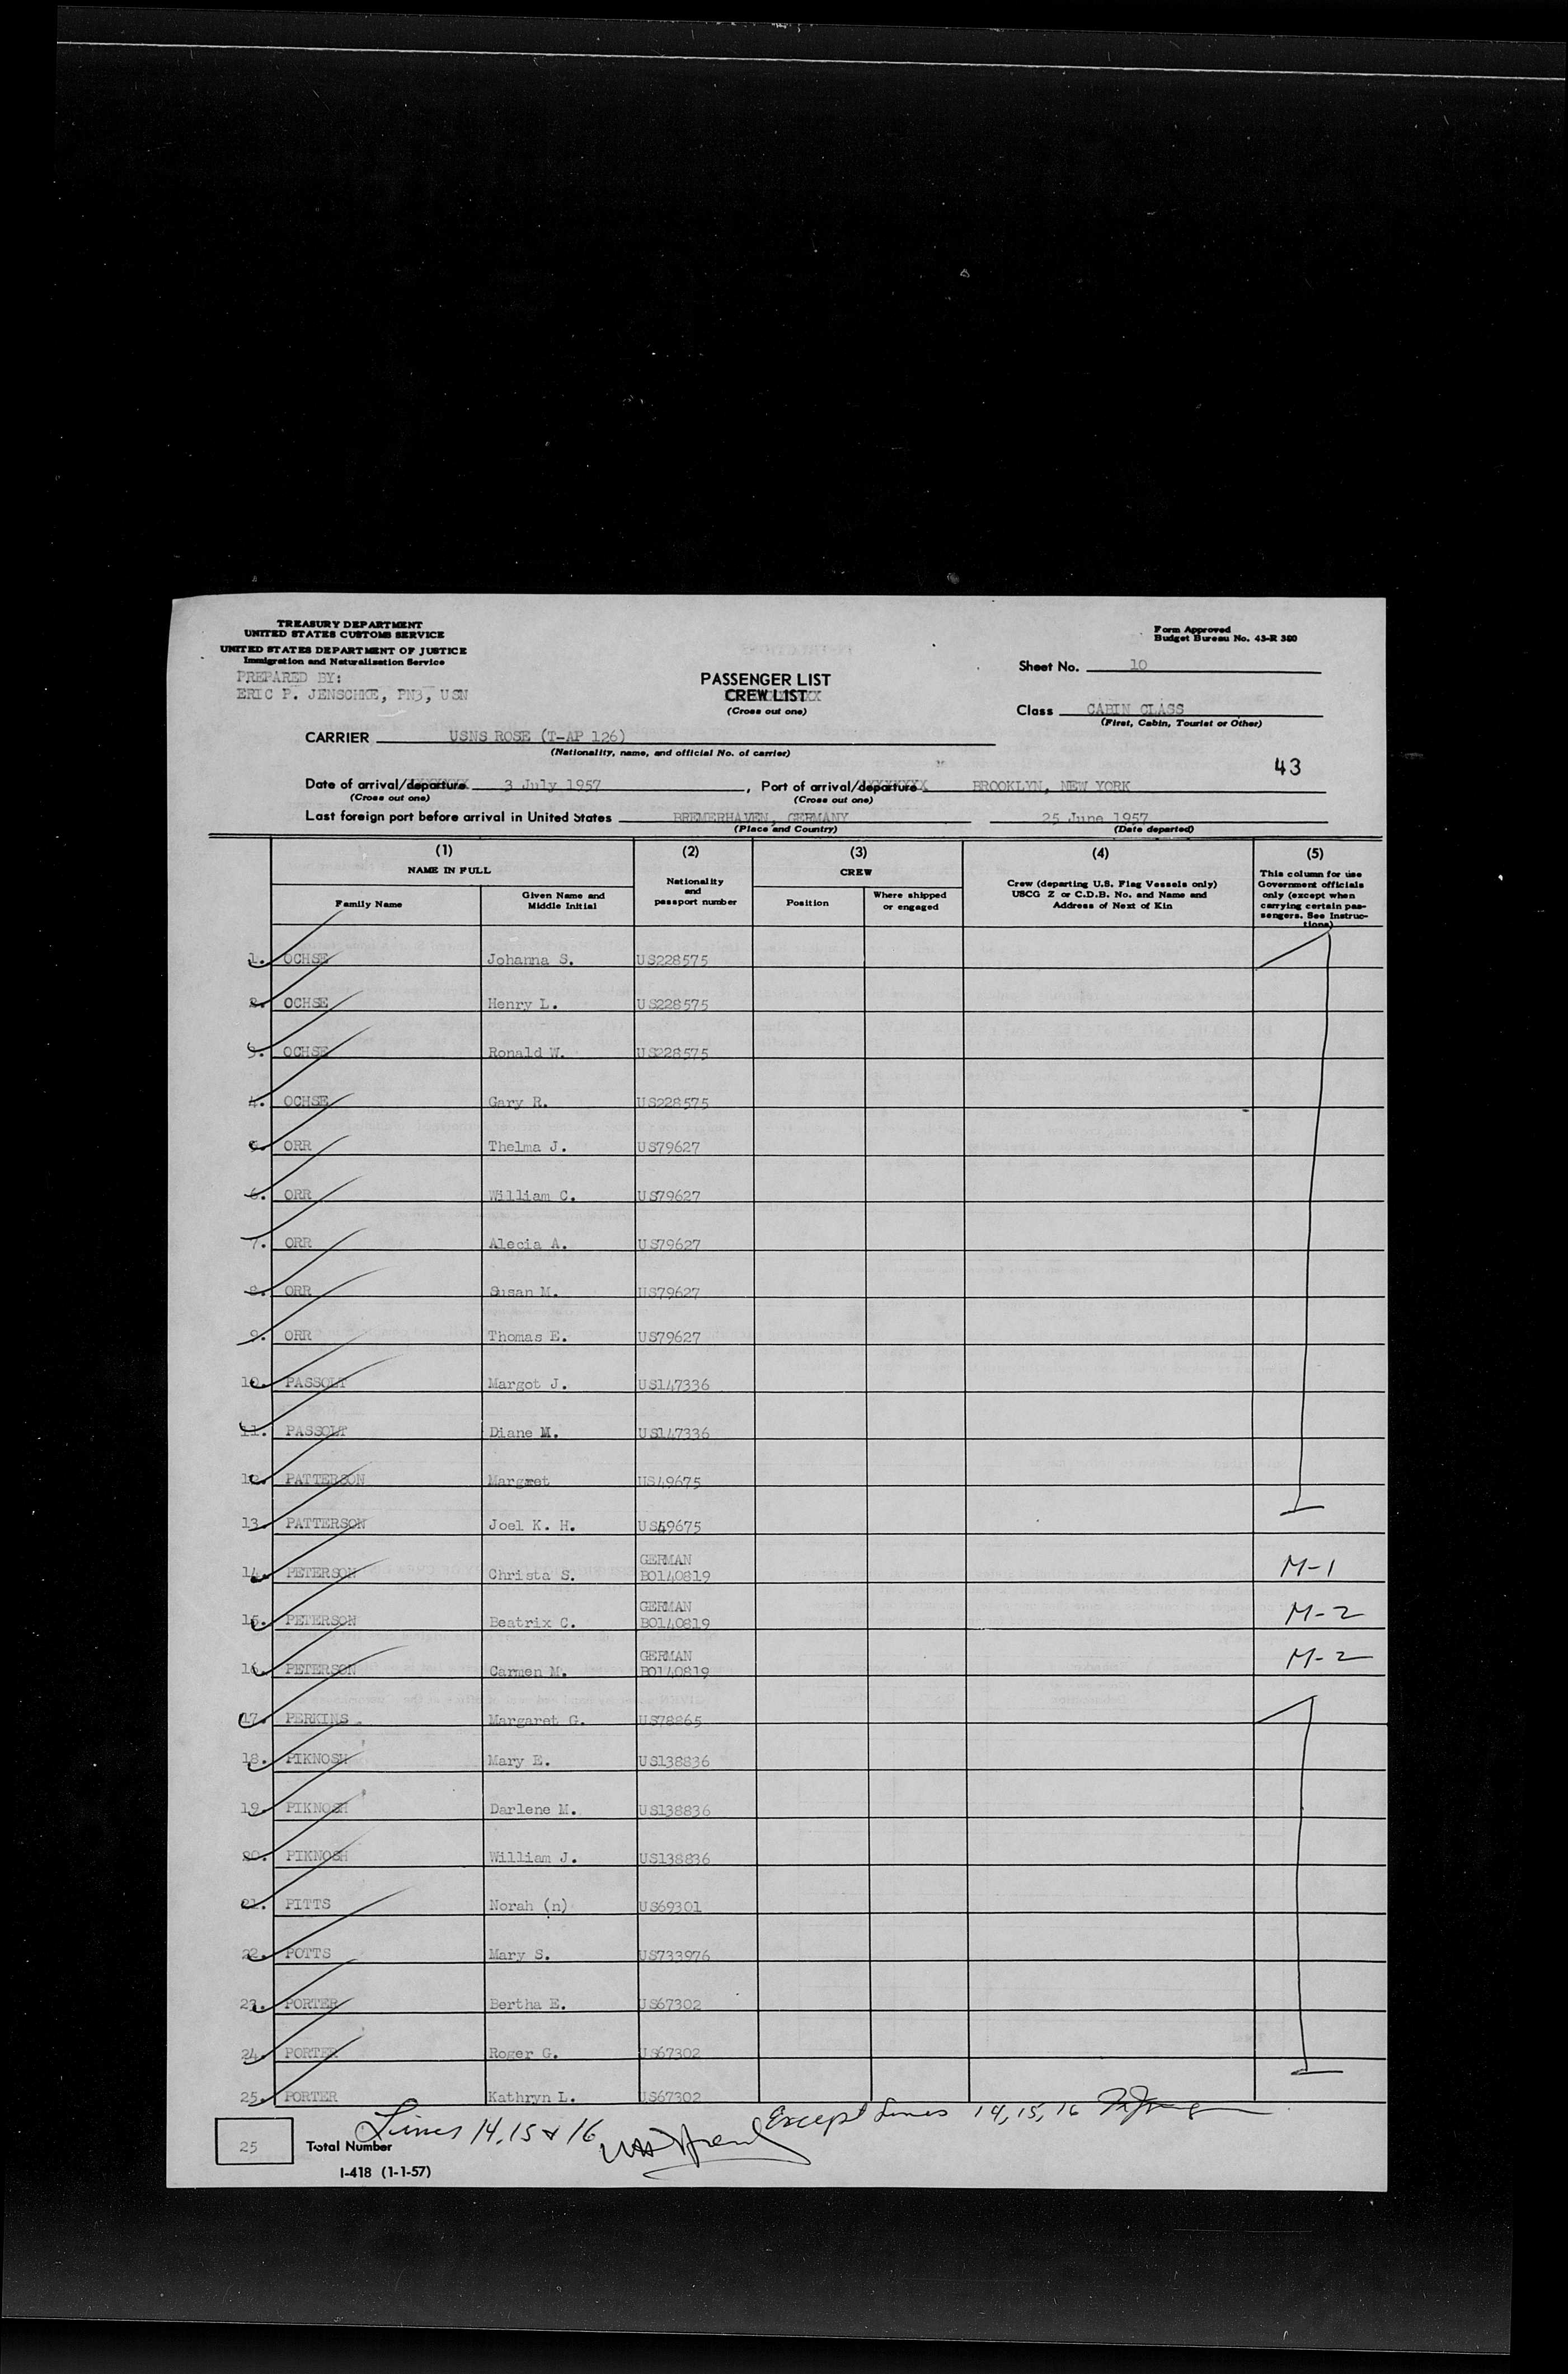 TREASURY DEPARTMENT
UNITED STATES CUSTOMS SERVICE
UNITED STATES DEPARTMENT OF JUSTICE
Immigration and Naturalization Service
PREPARED BY:
ERIC P. JENSCHKE, PN3, USN
Form Approved
Budget Bureau No. 43-R 380
Sheet No. 10
PASSENGER LIST
CREW LIST
(Cross out one)
Class CABIN CLASS
(First, Cabin, Tourist or Other)
CARRIER USNS ROSE (T-AP 126)
(Nationality, name, and official No. of carrier)
43
Date of arrival/departure 3 July 1957, Port of arrival/departure BROOKLYN, NEW YORK
(Cross out one) (Cross out one)
Last foreign port before arrival in United States BREMERHAVEN, GERMANY 25 June 1957
(Place and Country) (Date departed)
(1) (2) (3) (4) (5)
NAME IN FULL
Family Name
Given Name and
Middle Initial
Nationality
and
passport number
CREW
Position
Where shipped
or engaged
Crew (departing U.S. Flag Vessels only)
USCG Z or C.D.B. No. and Name and
Address of Next of Kin
This column for use
Government officials
only (except when
carrying certain pas-
sengers. See Instruc-
tions)
1. OCHSE Johanna S. US228575
2. OCHSE Henry L. US228575
3. OCHSE Ronald W. US228575
4. OCHSE Gary R. US228575
5. ORR Thelma J. US79627
6. ORR William C. US79627
7. ORR Alecia A. US79627
8. ORR Susan M. US79627
9. ORR Thomas E. US79627
10. PASSOLT Margot J. US147336
11. PASSOLT Diane M. US147336
12. PATTERSON Margret US49675
13. PATTERSON Joel K. H. US49675
14. PETERSON Christa S. GERMAN BO140819 M-1
15. PETERSON Beatrix C. GERMAN BO140819 M-2
16. PETERSON Carmen M. GERMAN BO140819 M-2
17. PERKINS Margaret G. US78865
18. PIKNOSH Mary E. US138836
19. PIKNOSH Darlene M. US138836
20. PIKNOSH William J. US138836
21. PITTS Norah (n) US69301
22. POTTS Mary S. US733976
23. PORTER Bertha E. US67302
24. PORTER Roger G. US67302
25. PORTER Kathryn L. US67302
Lines 14, 15 & 16
Except Lines 14, 15, 16
25 Total Number
I-418 (1-1-57)